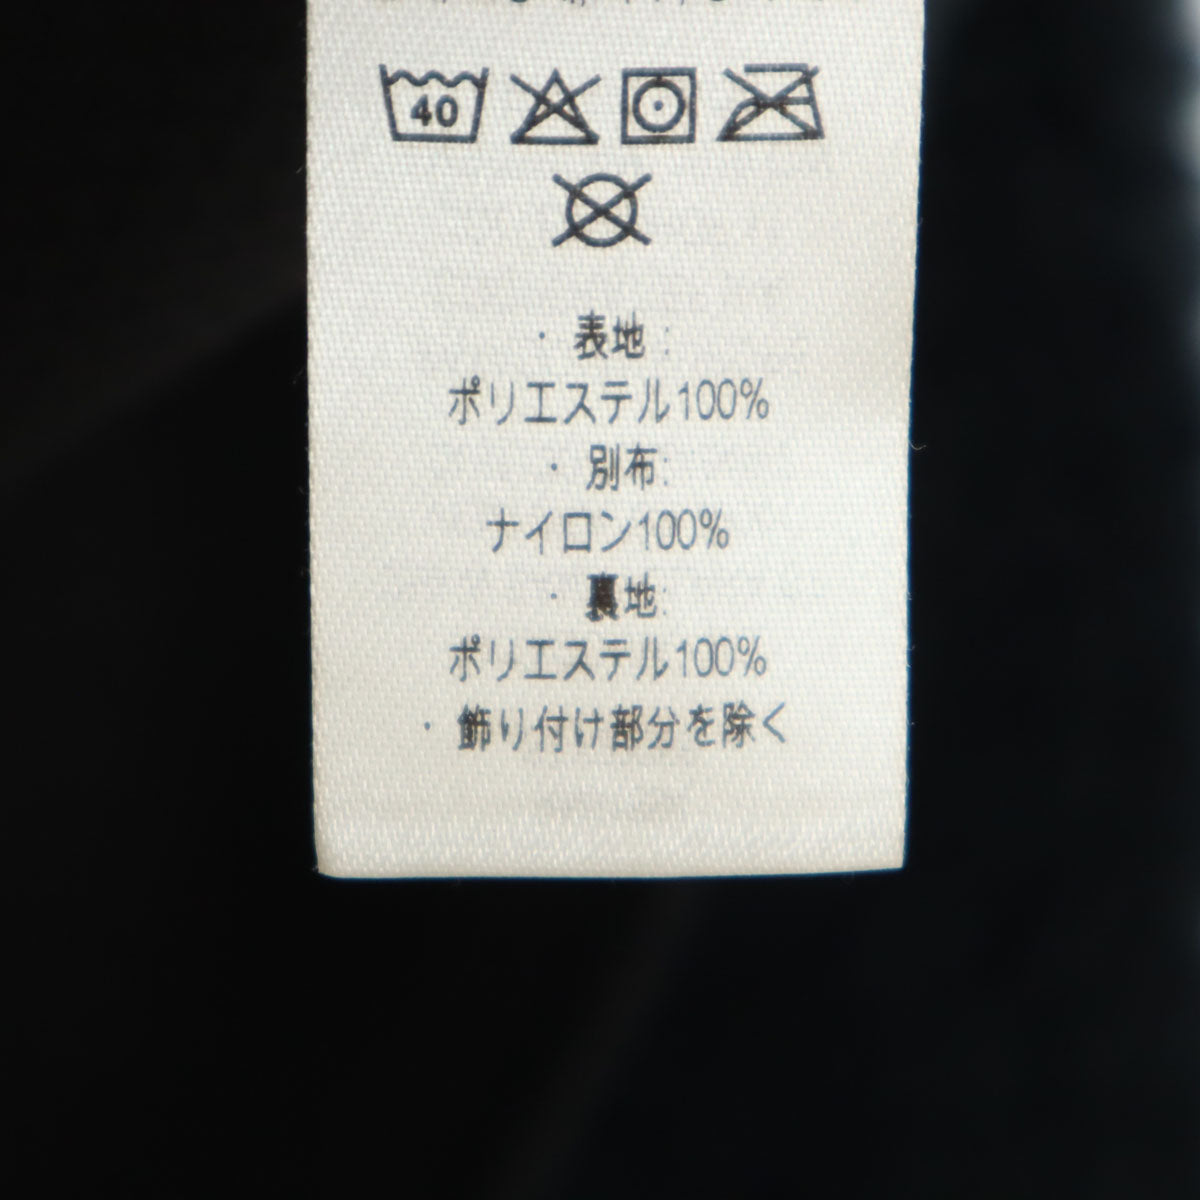 40
・表地:
ポリエステル100%
・別布:
ナイロン100%
・裏地:
ポリエステル100%
・飾り付け部分を除く